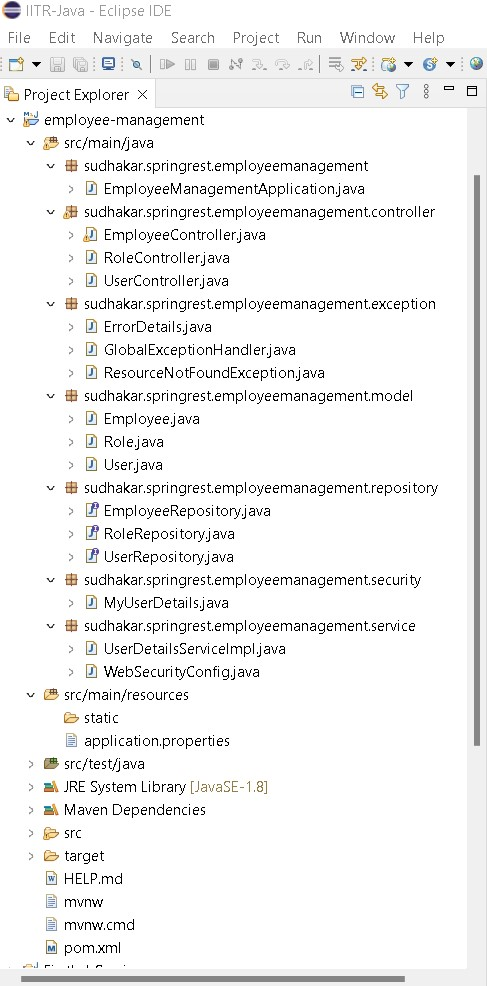 IITR-Java - Eclipse IDE
File Edit Navigate Search Project Run Window Help
Project Explorer
employee-management
src/main/java
sudhakar.springrest.employeemanagement
EmployeeManagementApplication.java
sudhakar.springrest.employeemanagement.controller
EmployeeController.java
RoleController.java
UserController.java
sudhakar.springrest.employeemanagement.exception
ErrorDetails.java
GlobalExceptionHandler.java
ResourceNotFoundException.java
sudhakar.springrest.employeemanagement.model
Employee.java
Role.java
User.java
sudhakar.springrest.employeemanagement.repository
EmployeeRepository.java
RoleRepository.java
UserRepository.java
sudhakar.springrest.employeemanagement.security
MyUserDetails.java
sudhakar.springrest.employeemanagement.service
UserDetailsServiceImpl.java
WebSecurityConfig.java
src/main/resources
static
application.properties
src/test/java
JRE System Library [JavaSE-1.8]
Maven Dependencies
src
target
HELP.md
mvnw
mvnw.cmd
pom.xml